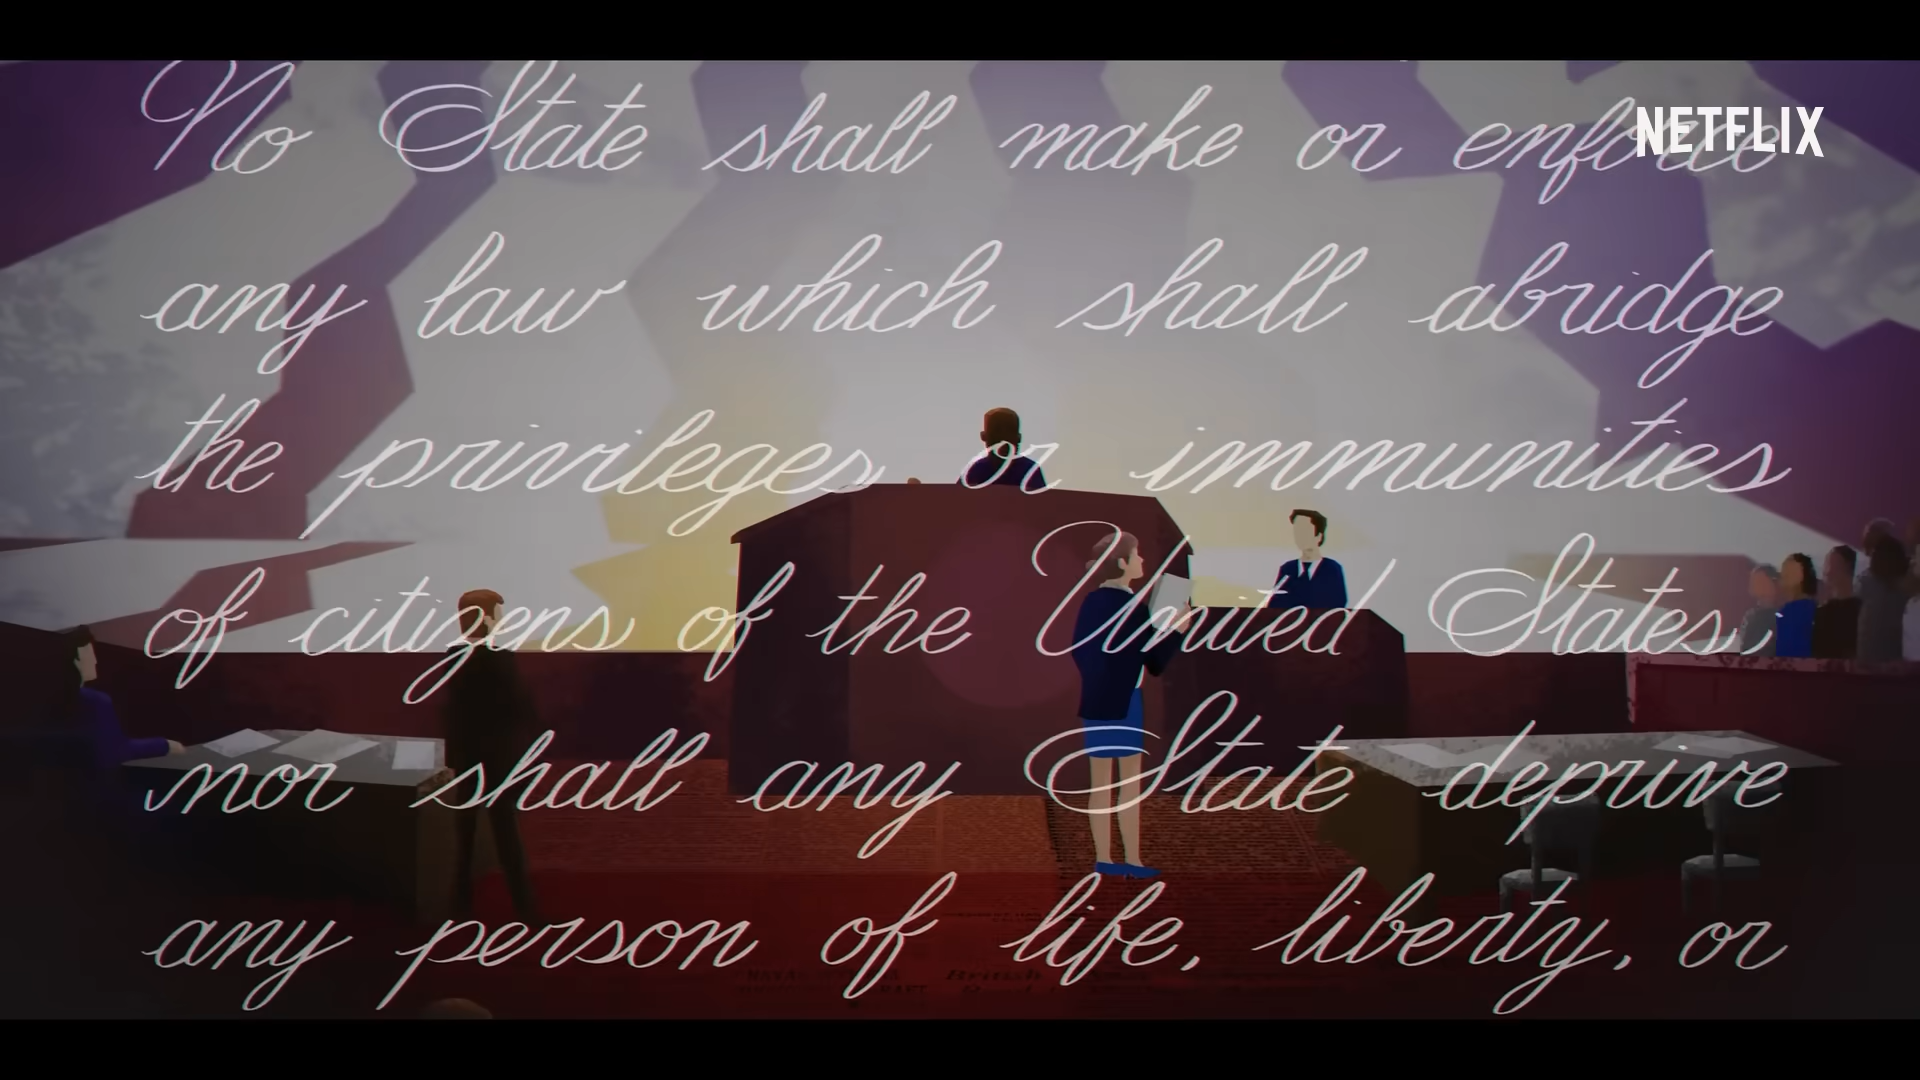 No State shall make or enforce
NETFLIX
any law which shall abridge
the privileges or immunities
of citizens of the United States,
nor shall any State deprive
any person of life, liberty, or